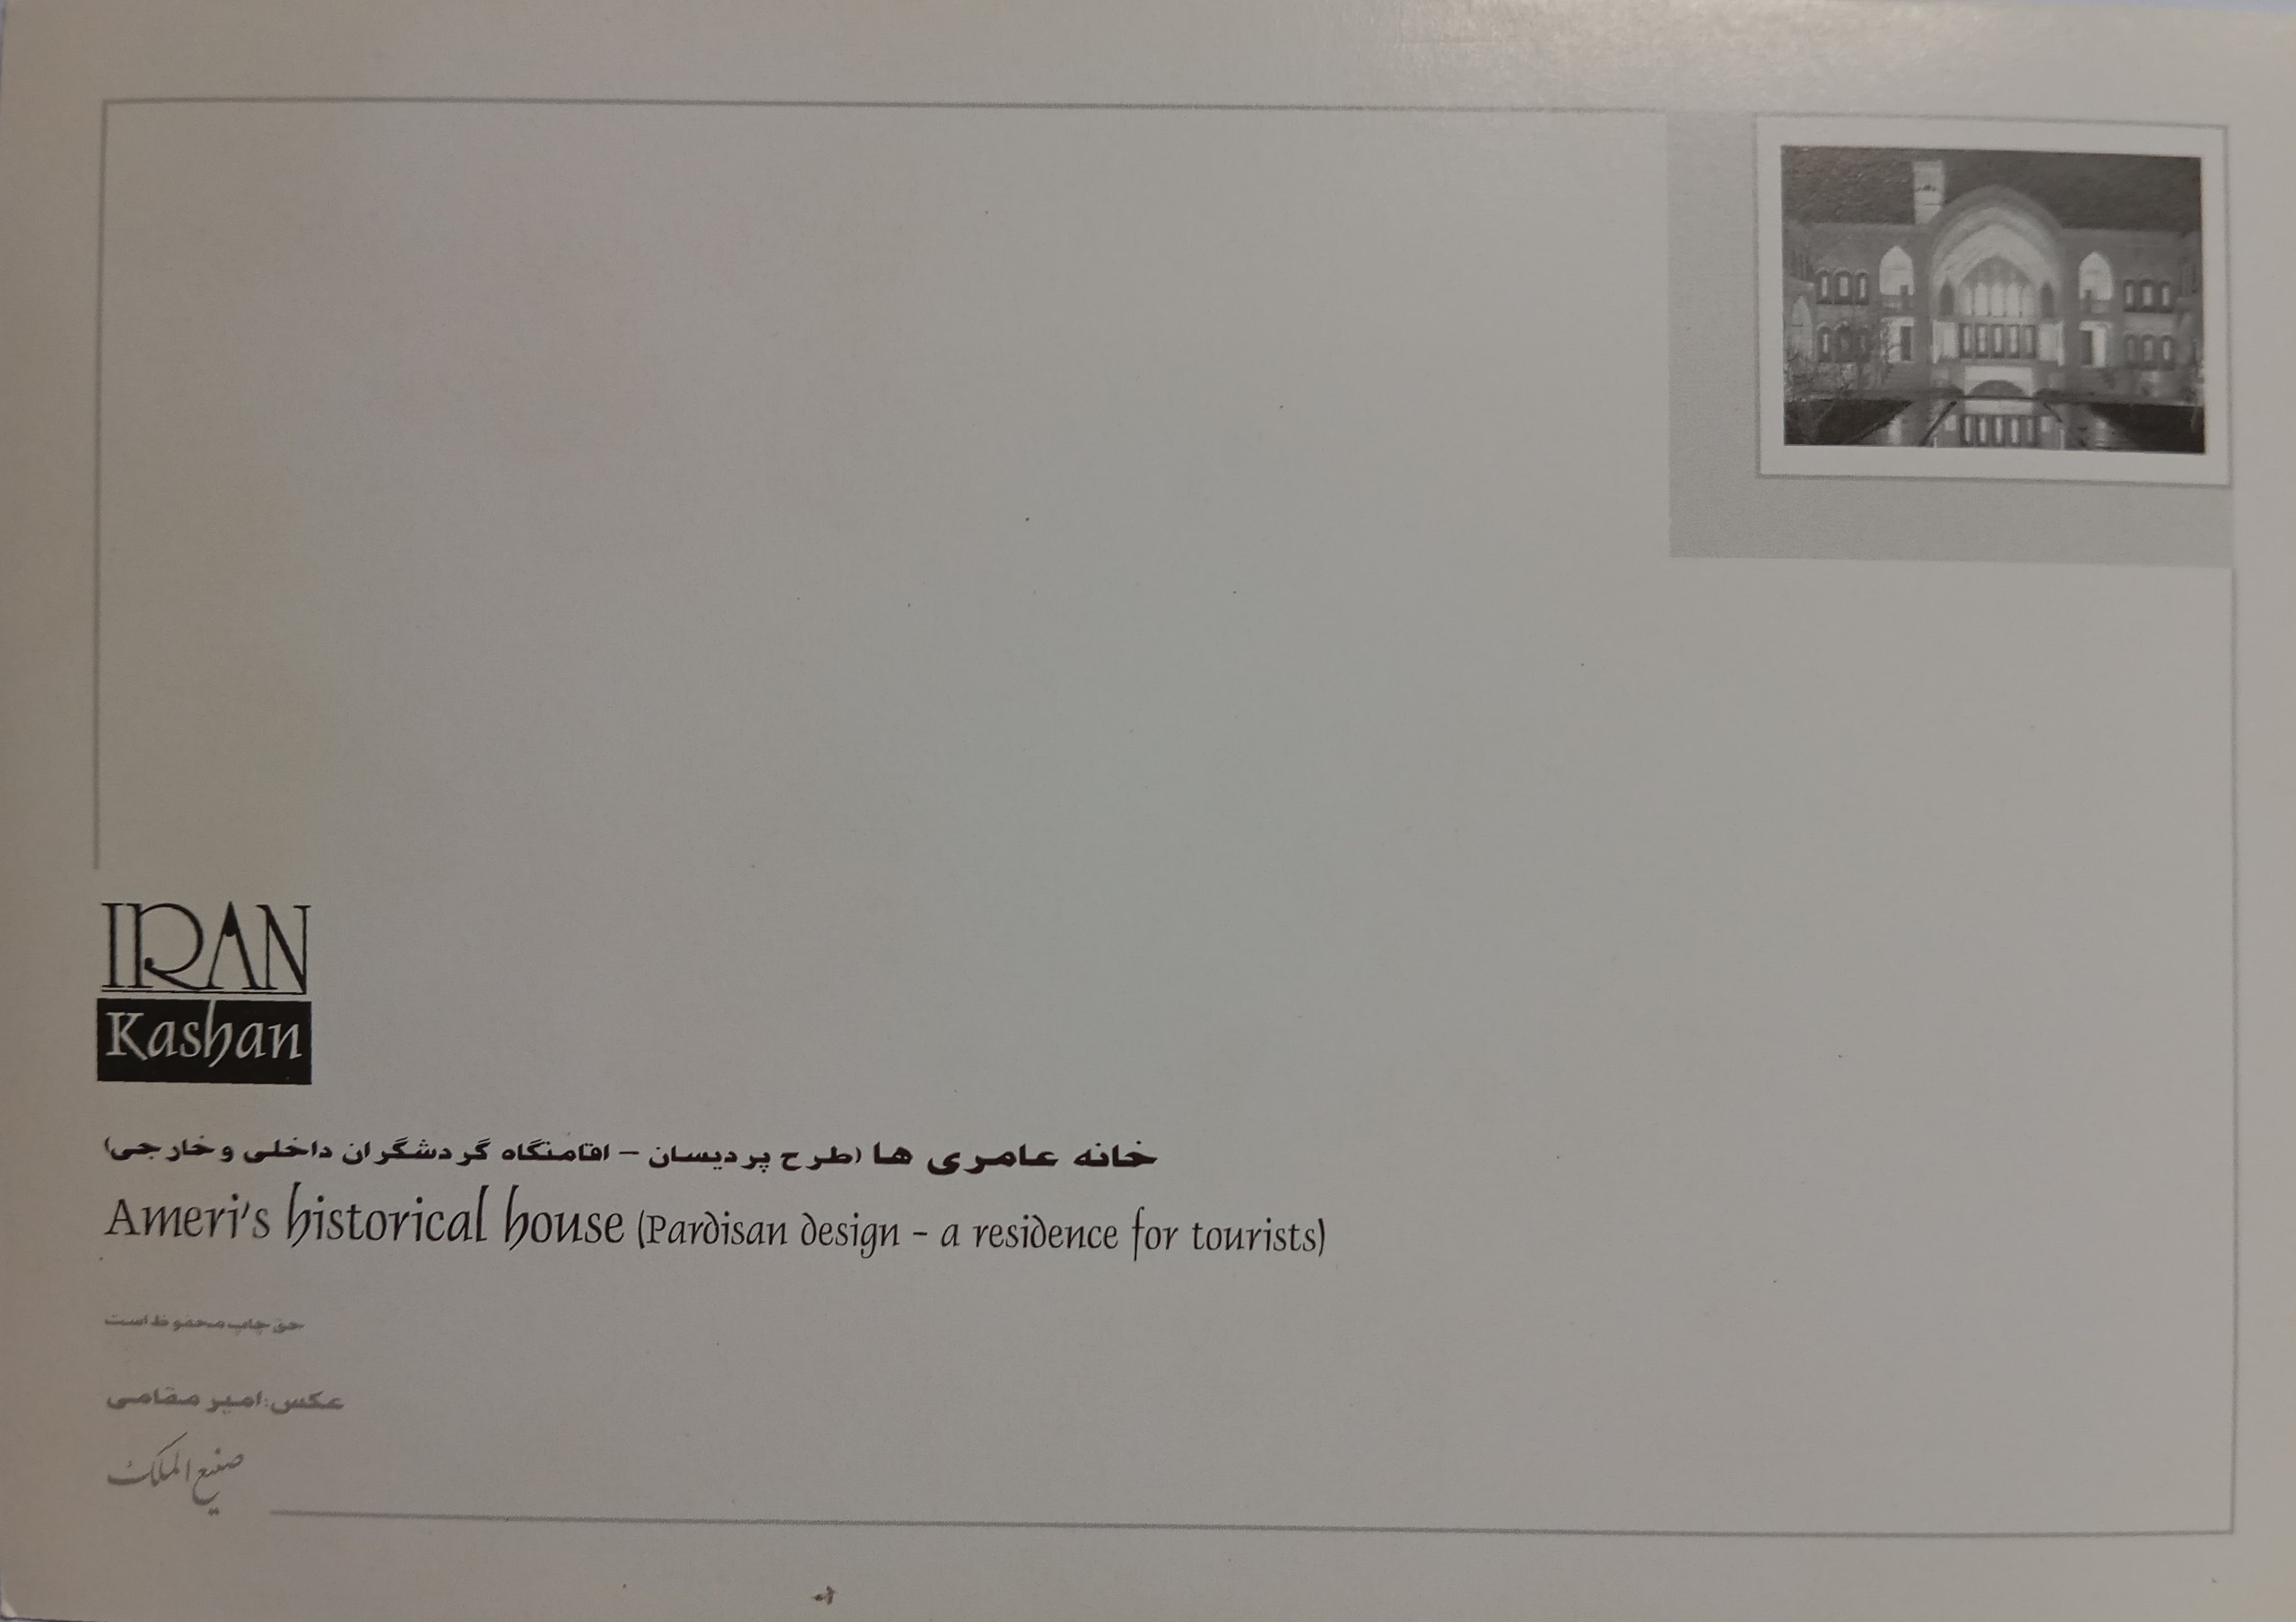 IRAN
Kashan
خانه عامری ها (طرح پردیسان – اقامتگاه گردشگران داخلی و خارجی)
Ameri's historical house (Pardisan design - a residence for tourists)
حق چاپ محفوظ است
عکس: امیر مقامی
صنیع الملک